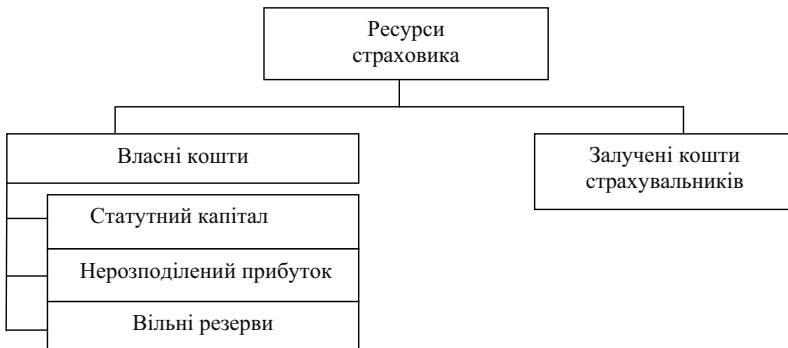 Ресурси
страховика
Власні кошти
Залучені кошти
страхувальників
Статутний капітал
Нерозподілений прибуток
Вільні резерви